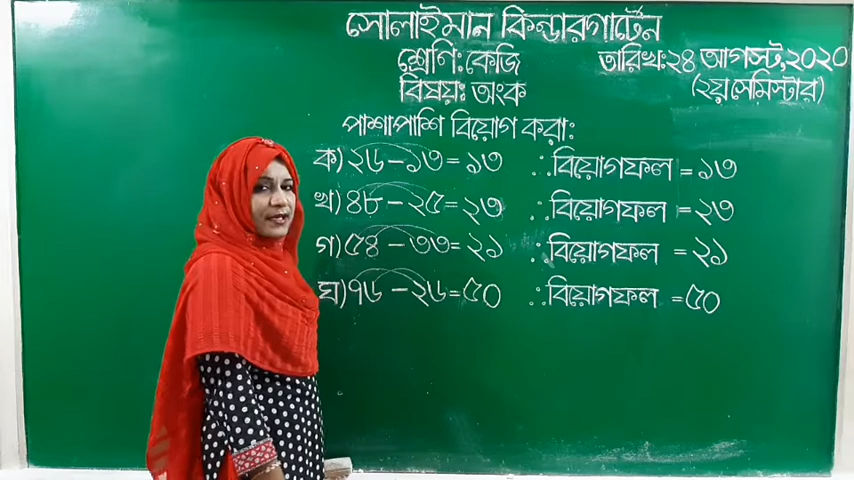 সোলাইমান কিন্ডারগার্টেন
শ্রেণি: কেজি তারিখ: ২৪ আগস্ট, ২০২০
বিষয়: অংক (২য় সেমিস্টার)
পাশাপাশি বিয়োগ করা:
ক) ২৬ – ১৩ = ১৩ ∴ বিয়োগফল = ১৩
খ) ৪৮ – ২৫ = ২৩ ∴ বিয়োগফল = ২৩
গ) ৫৪ – ৩৩ = ২১ ∴ বিয়োগফল = ২১
ঘ) ৭৬ – ২৬ = ৫০ ∴ বিয়োগফল = ৫০